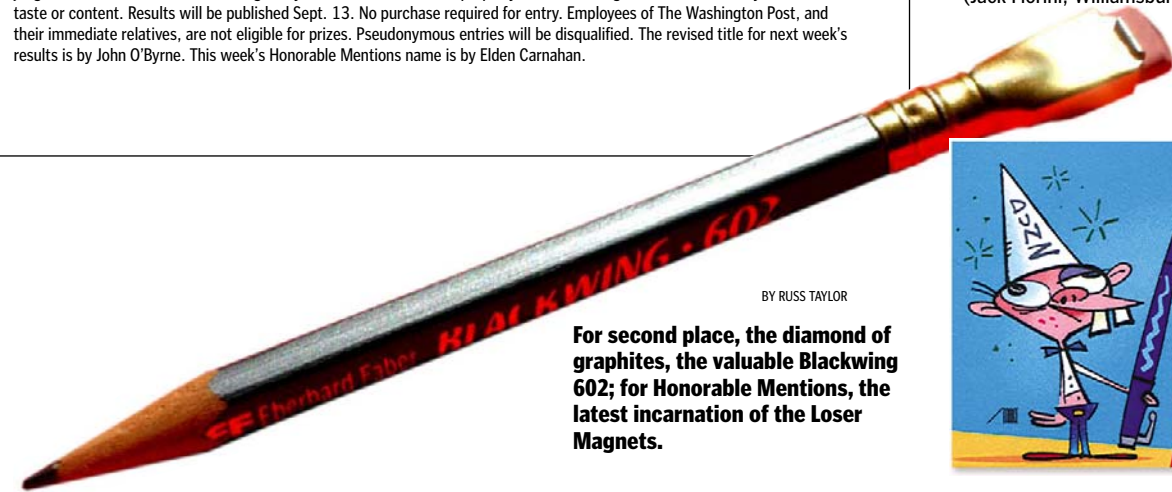 taste or content. Results will be published Sept. 13. No purchase required for entry. Employees of The Washington Post, and
their immediate relatives, are not eligible for prizes. Pseudonymous entries will be disqualified. The revised title for next week's
results is by John O'Byrne. This week's Honorable Mentions name is by Elden Carnahan.
(Jack
EF Eberhard Faber BLACKWING · 602
BY RUSS TAYLOR
For second place, the diamond of
graphites, the valuable Blackwing
602; for Honorable Mentions, the
latest incarnation of the Loser
Magnets.